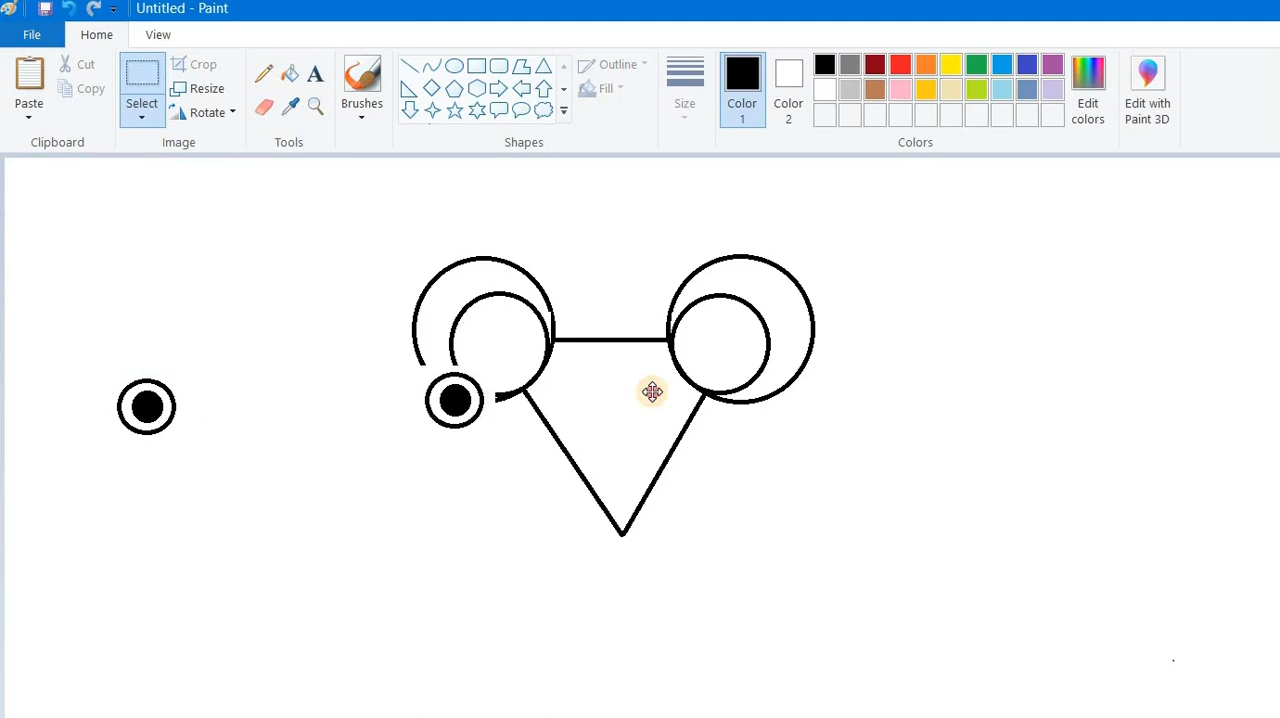 Untitled - Paint
File Home View
Paste
Cut
Copy
Clipboard
Select
Crop
Resize
Rotate
Image
A
Tools
Brushes
Outline
Fill
Shapes
Size
Color 1
Color 2
Edit colors
Colors
Edit with Paint 3D